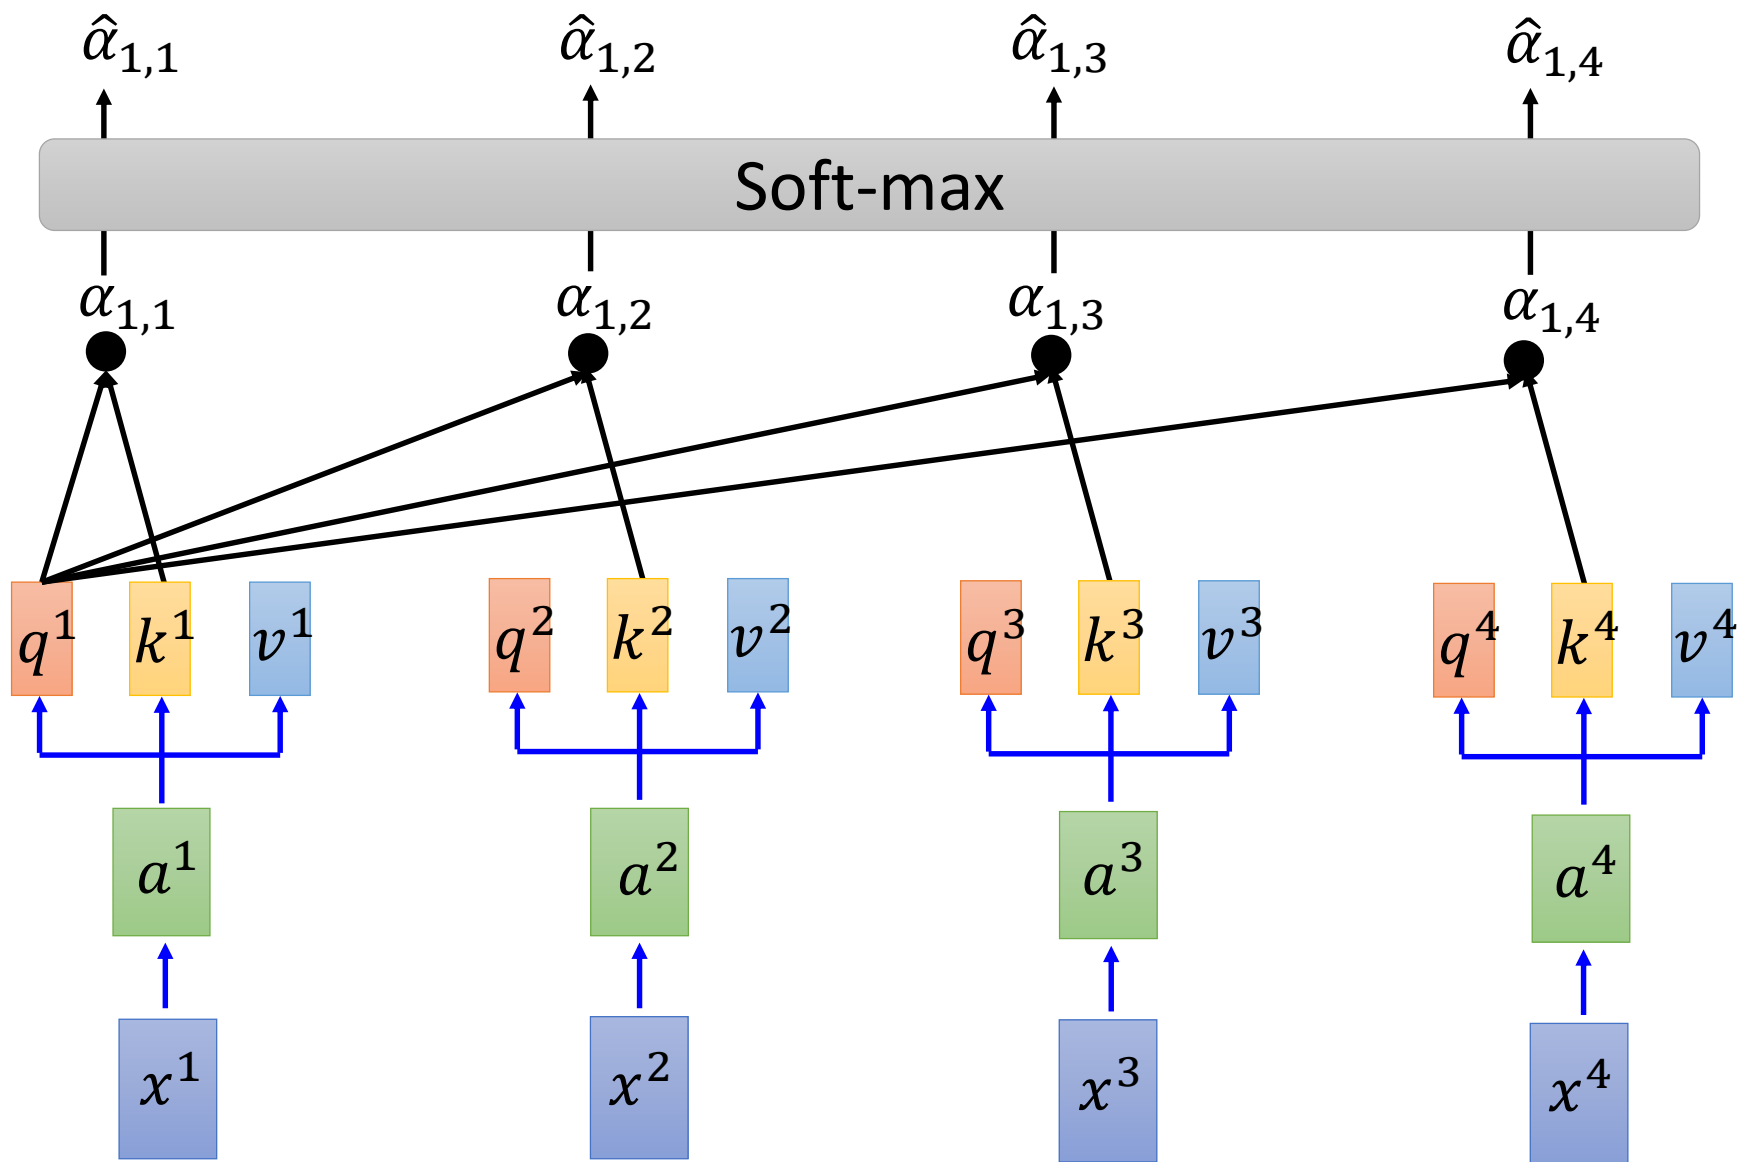 α̂₁,₁ α̂₁,₂ α̂₁,₃ α̂₁,₄
Soft-max
α₁,₁ α₁,₂ α₁,₃ α₁,₄
q¹ k¹ v¹ q² k² v² q³ k³ v³ q⁴ k⁴ v⁴
a¹ a² a³ a⁴
x¹ x² x³ x⁴